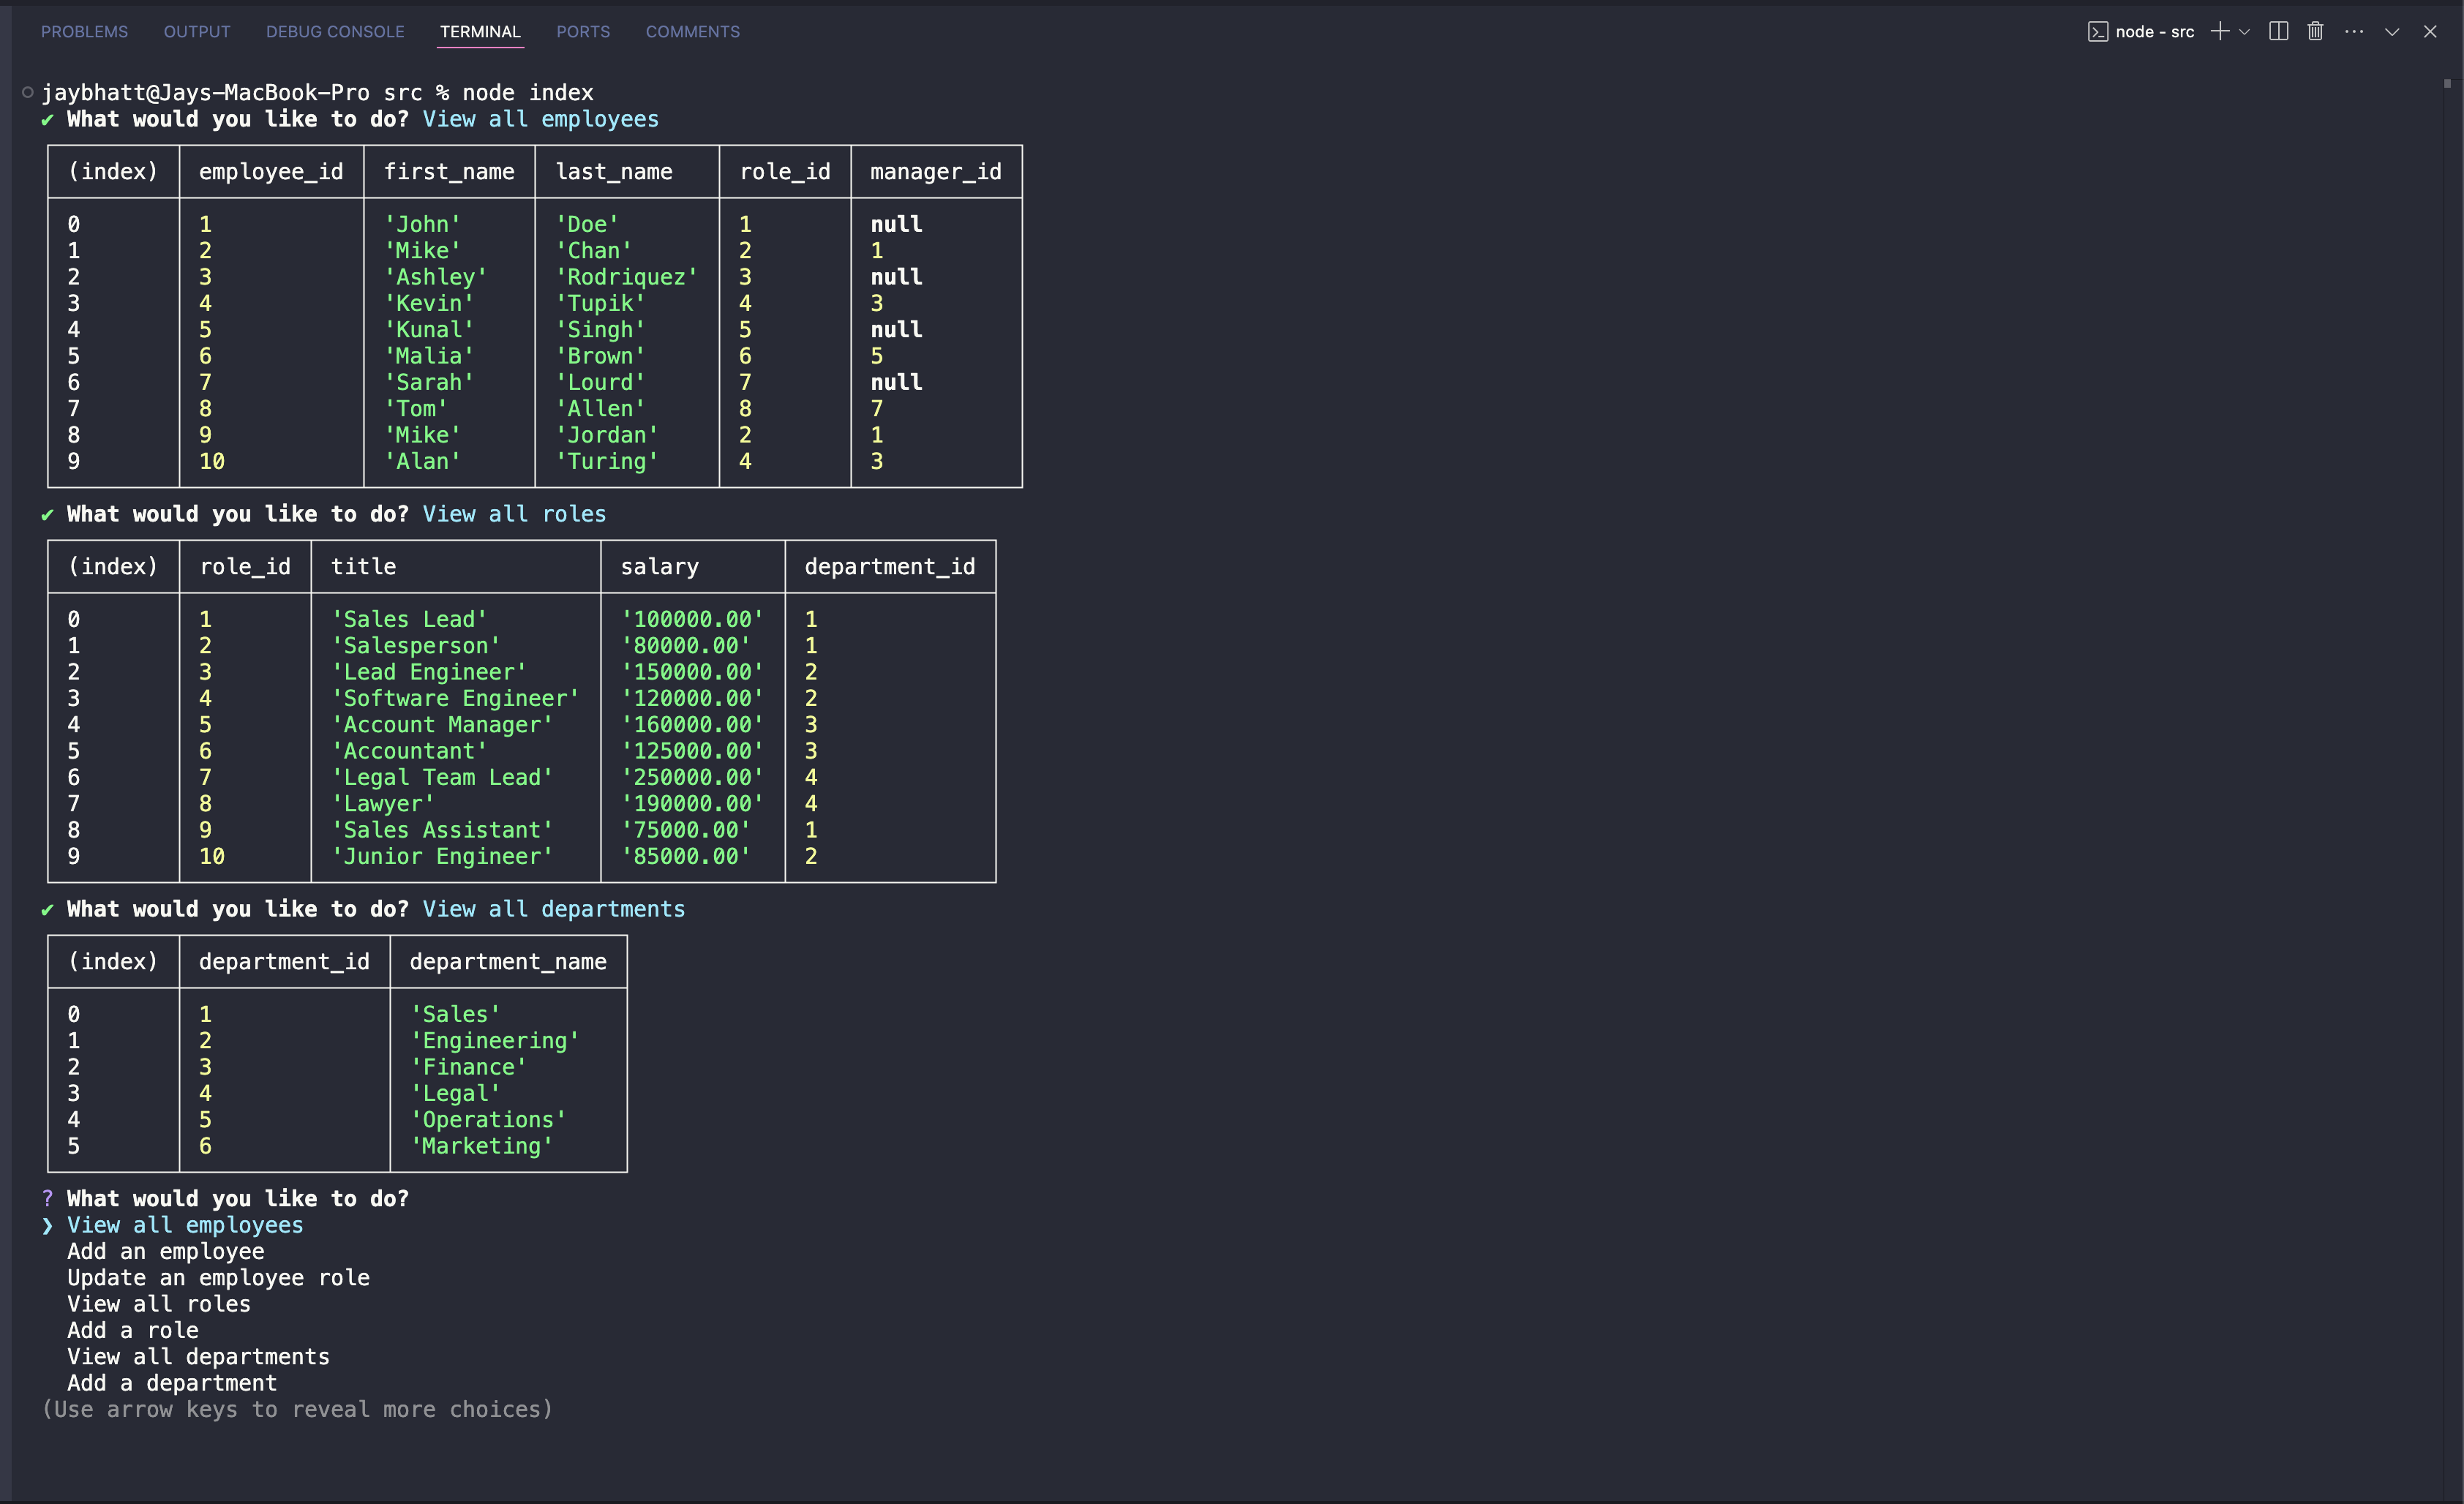 PROBLEMS OUTPUT DEBUG CONSOLE TERMINAL PORTS COMMENTS node - src
jaybhatt@Jays-MacBook-Pro src % node index
✔ What would you like to do? View all employees
(index) employee_id first_name last_name role_id manager_id
0 1 'John' 'Doe' 1 null
1 2 'Mike' 'Chan' 2 1
2 3 'Ashley' 'Rodriquez' 3 null
3 4 'Kevin' 'Tupik' 4 3
4 5 'Kunal' 'Singh' 5 null
5 6 'Malia' 'Brown' 6 5
6 7 'Sarah' 'Lourd' 7 null
7 8 'Tom' 'Allen' 8 7
8 9 'Mike' 'Jordan' 2 1
9 10 'Alan' 'Turing' 4 3
✔ What would you like to do? View all roles
(index) role_id title salary department_id
0 1 'Sales Lead' '100000.00' 1
1 2 'Salesperson' '80000.00' 1
2 3 'Lead Engineer' '150000.00' 2
3 4 'Software Engineer' '120000.00' 2
4 5 'Account Manager' '160000.00' 3
5 6 'Accountant' '125000.00' 3
6 7 'Legal Team Lead' '250000.00' 4
7 8 'Lawyer' '190000.00' 4
8 9 'Sales Assistant' '75000.00' 1
9 10 'Junior Engineer' '85000.00' 2
✔ What would you like to do? View all departments
(index) department_id department_name
0 1 'Sales'
1 2 'Engineering'
2 3 'Finance'
3 4 'Legal'
4 5 'Operations'
5 6 'Marketing'
? What would you like to do?
❯ View all employees
Add an employee
Update an employee role
View all roles
Add a role
View all departments
Add a department
(Use arrow keys to reveal more choices)